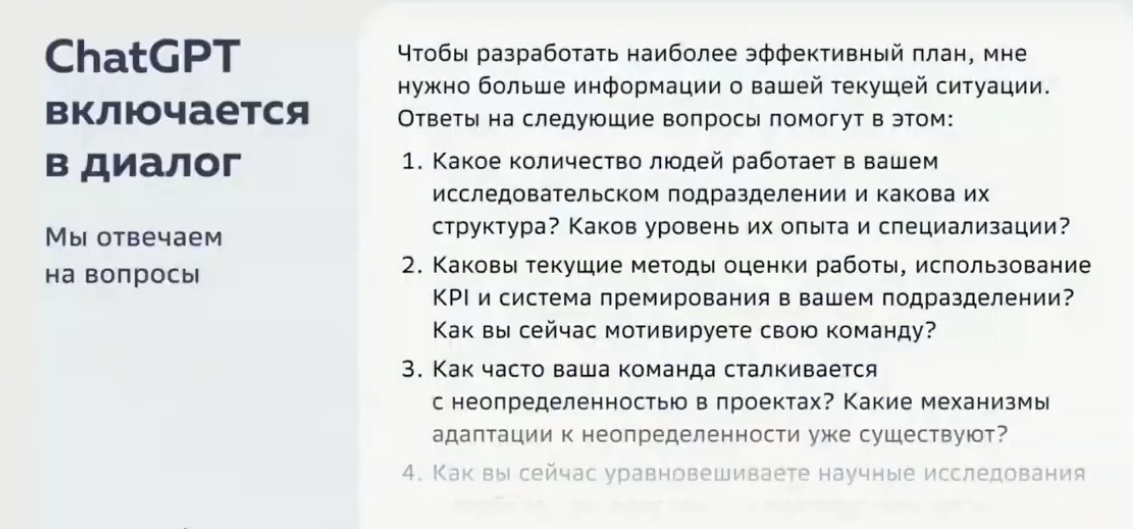 ChatGPT
включается
в диалог
Мы отвечаем
на вопросы
Чтобы разработать наиболее эффективный план, мне
нужно больше информации о вашей текущей ситуации.
Ответы на следующие вопросы помогут в этом:
1. Какое количество людей работает в вашем
исследовательском подразделении и какова их
структура? Каков уровень их опыта и специализации?
2. Каковы текущие методы оценки работы, использование
KPI и система премирования в вашем подразделении?
Как вы сейчас мотивируете свою команду?
3. Как часто ваша команда сталкивается
с неопределенностью в проектах? Какие механизмы
адаптации к неопределенности уже существуют?
4. Как вы сейчас уравновешиваете научные исследования